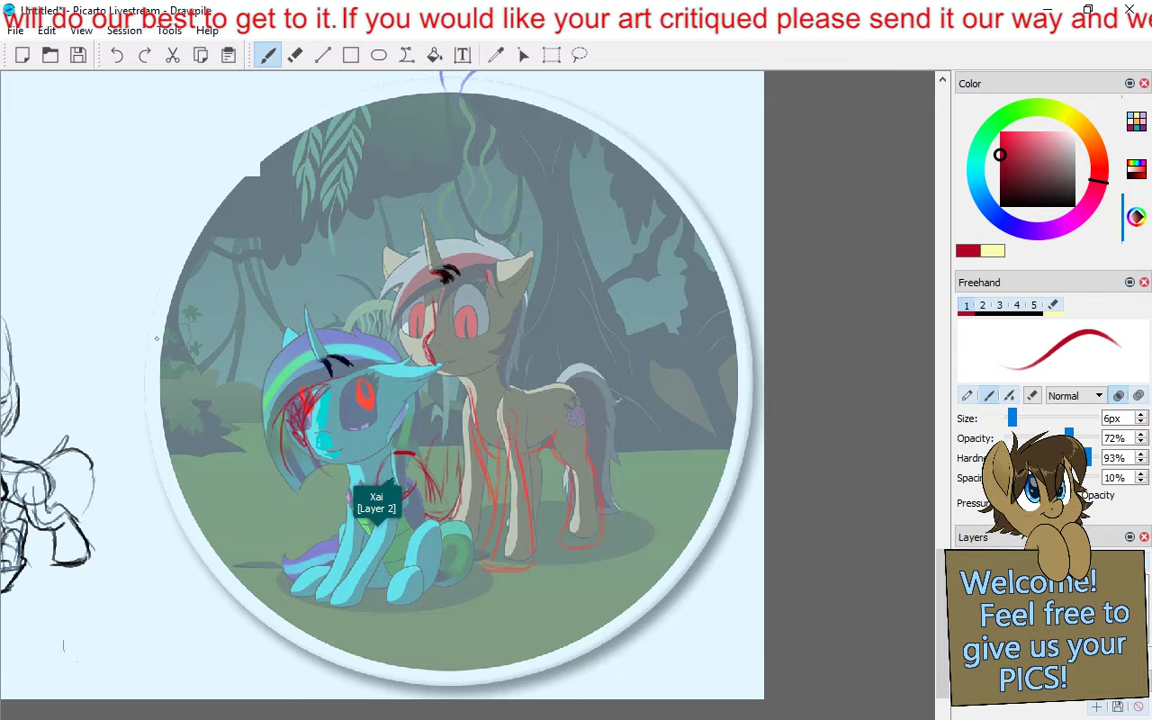 Untitled*] - Picarto Livestream - Drawpile
will do our best to get to it. If you would like your art critiqued please send it our way and we
File Edit View Session Tools Help
Color
Freehand
1 2 3 4 5
Normal
Size: 6px
Opacity: 72%
93%
10%
Opacity
Layers
Xai
[Layer 2]
Welcome!
Feel free to
give us your
PICS!